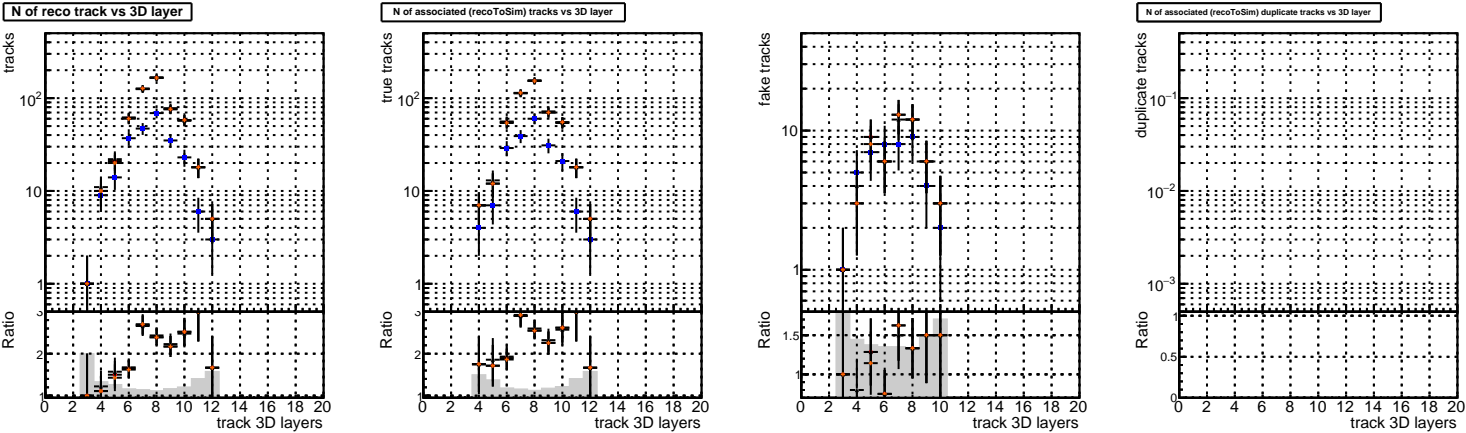 N of reco track vs 3D layer
tracks
10²
10
1
Ratio
3
2
1
0 2 4 6 8 10 12 14 16 18 20
track 3D layers
N of associated (recoToSim) tracks vs 3D layer
true tracks
10²
10
1
Ratio
3
2
1
0 2 4 6 8 10 12 14 16 18 20
track 3D layers
fake tracks
10
1
Ratio
1.5
1
0 2 4 6 8 10 12 14 16 18 20
track 3D layers
N of associated (recoToSim) duplicate tracks vs 3D layer
duplicate tracks
10⁻¹
10⁻²
10⁻³
Ratio
1
0.5
0
0 2 4 6 8 10 12 14 16 18 20
track 3D layers